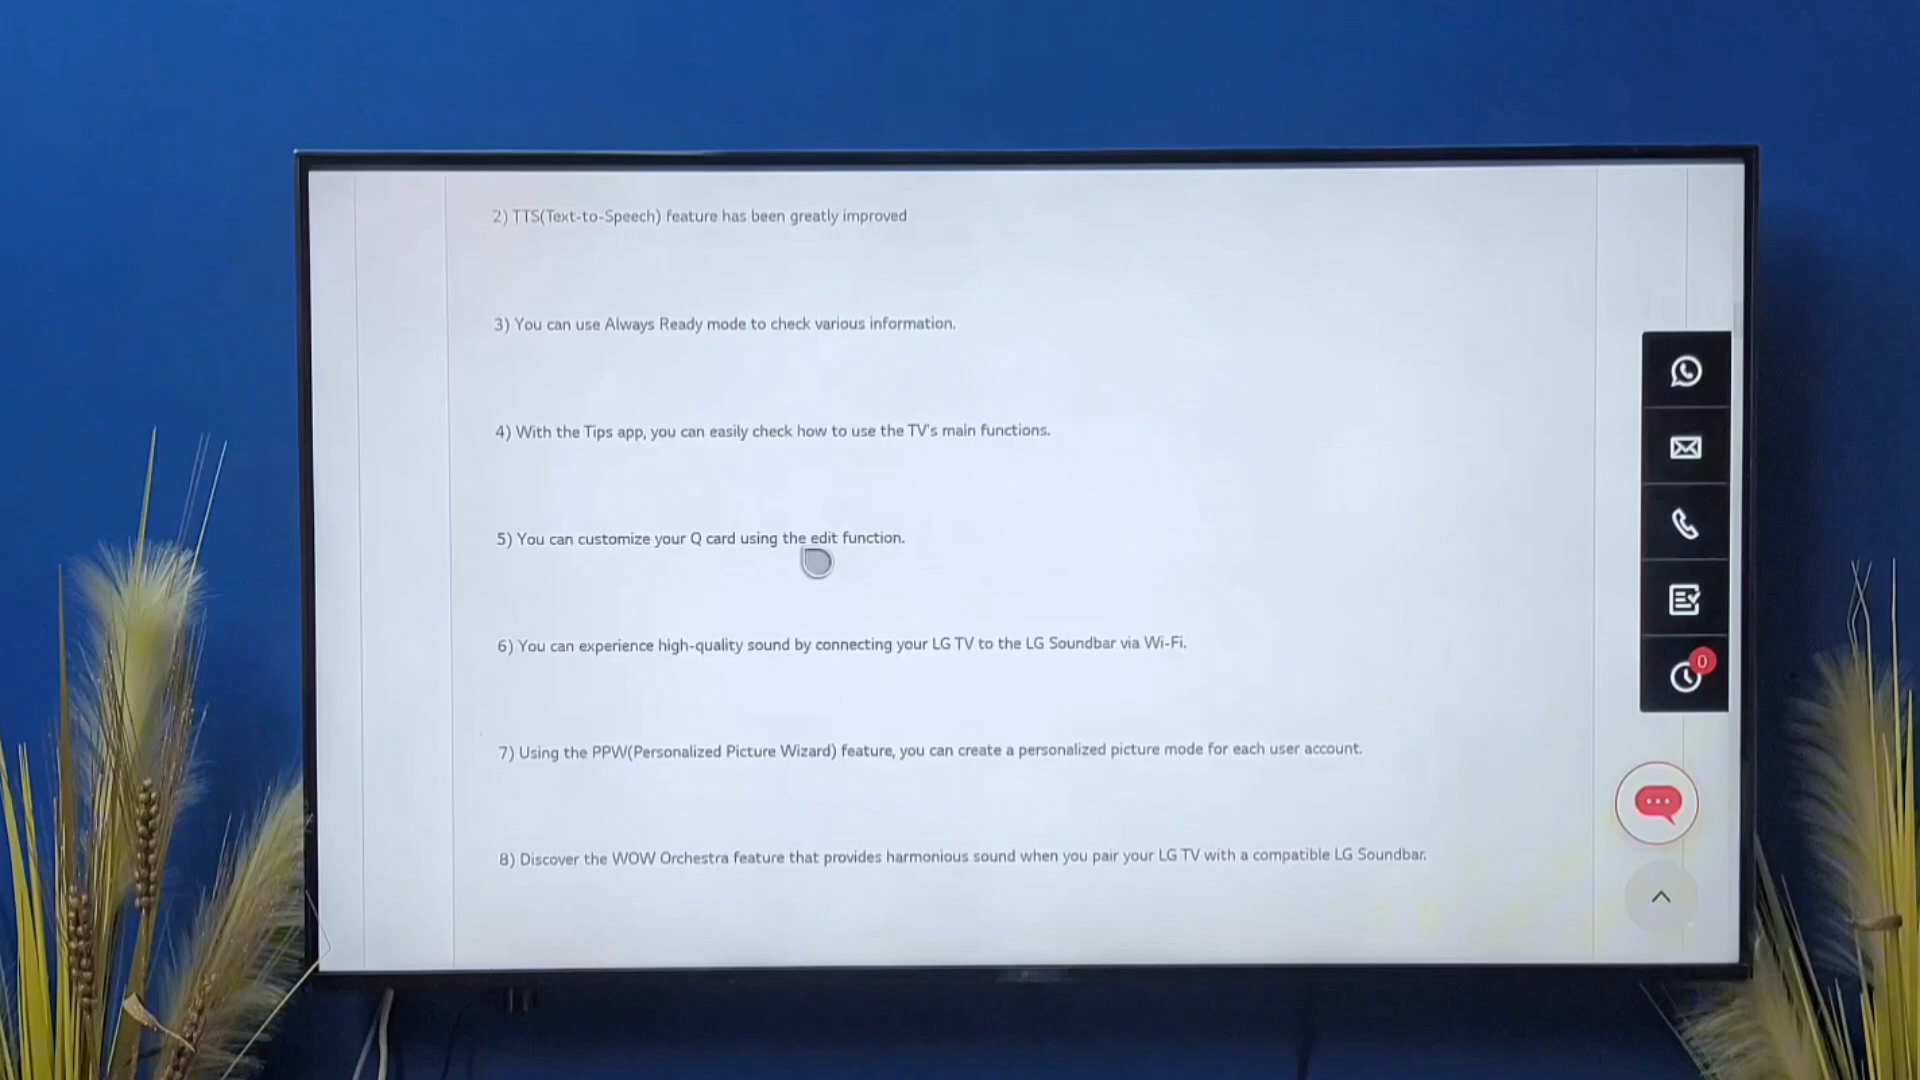 2) TTS(Text-to-Speech) feature has been greatly improved
3) You can use Always Ready mode to check various information.
4) With the Tips app, you can easily check how to use the TV's main functions.
5) You can customize your Q card using the edit function.
6) You can experience high-quality sound by connecting your LG TV to the LG Soundbar via Wi-Fi.
0
7) Using the PPW(Personalized Picture Wizard) feature, you can create a personalized picture mode for each user account.
8) Discover the WOW Orchestra feature that provides harmonious sound when you pair your LG TV with a compatible LG Soundbar.